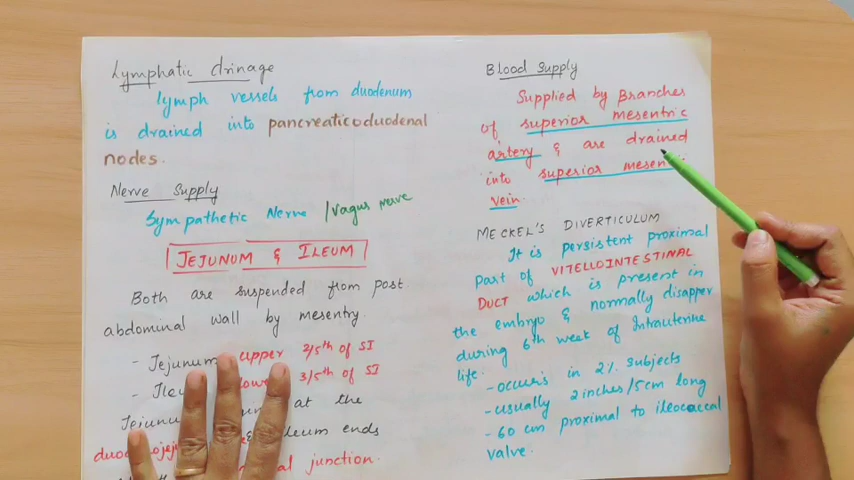 Lymphatic drinage
lymph vessels from duodenum
is drained into pancreaticoduodenal
nodes.
Nerve Supply
Sympathetic Nerve /Vagus nerve
JEJUNUM & ILEUM
Both are suspended from post
abdominal wall by mesentry.
- Jejunum upper 2/5th of SI
- 3/5th of SI
at the
ends
junction.
Blood Supply
Supplied by Branches
of superior mesentric
artery & are drained
into superior
vein.
MECKEL'S DIVERTICULUM
It is persistent proximal
part of VITELLOINTESTINAL
DUCT which is present in
the embryo & normally disapper
during 6th week of Intrauterine
life.
- occurs in 2% subjects
- usually 2 inches/5cm long
- 60 cm proximal to ileocaecal
valve.